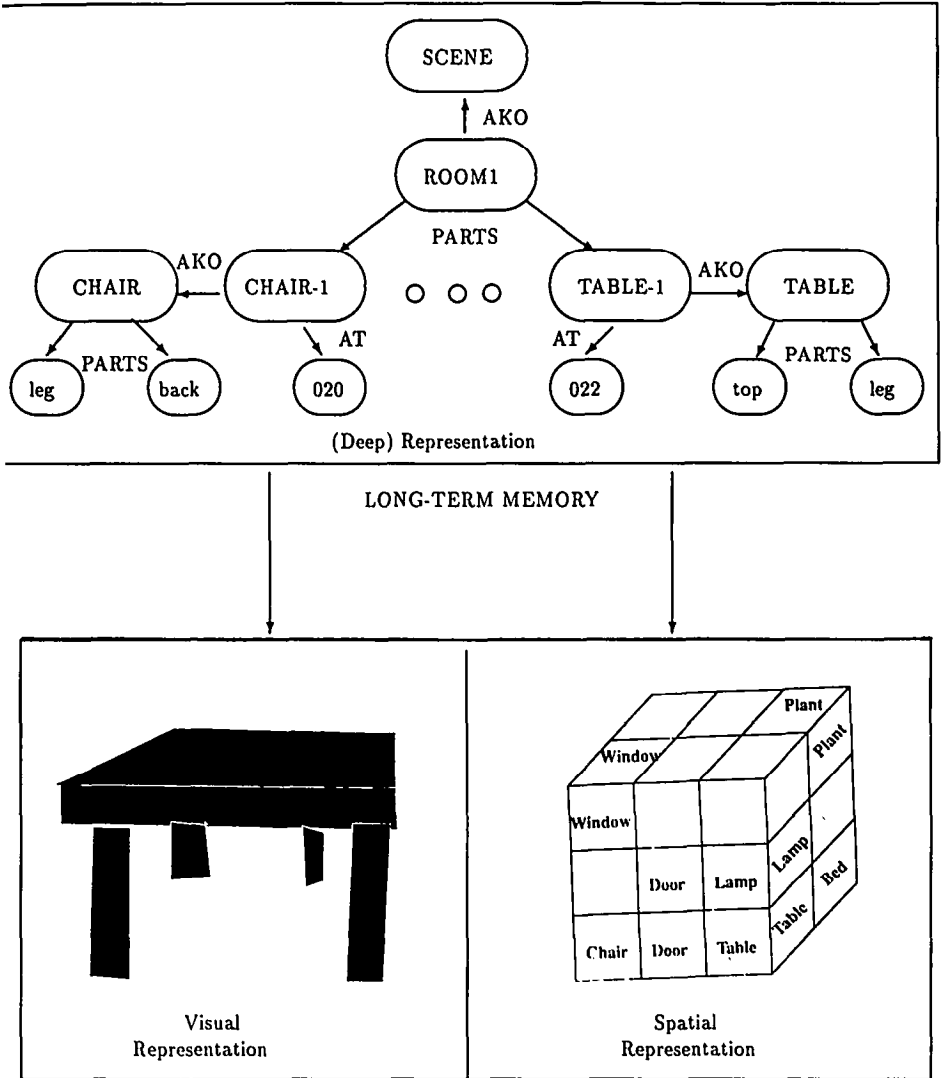 SCENE
AKO
ROOM1
PARTS
CHAIR
AKO
CHAIR-1
TABLE-1
AKO
TABLE
AT
AT
leg
PARTS
back
020
022
top
PARTS
leg
(Deep) Representation
LONG-TERM MEMORY
Plant
Window
Plant
Window
Door
Lamp
Lamp
Bed
Chair
Door
Table
Table
Visual
Representation
Spatial
Representation